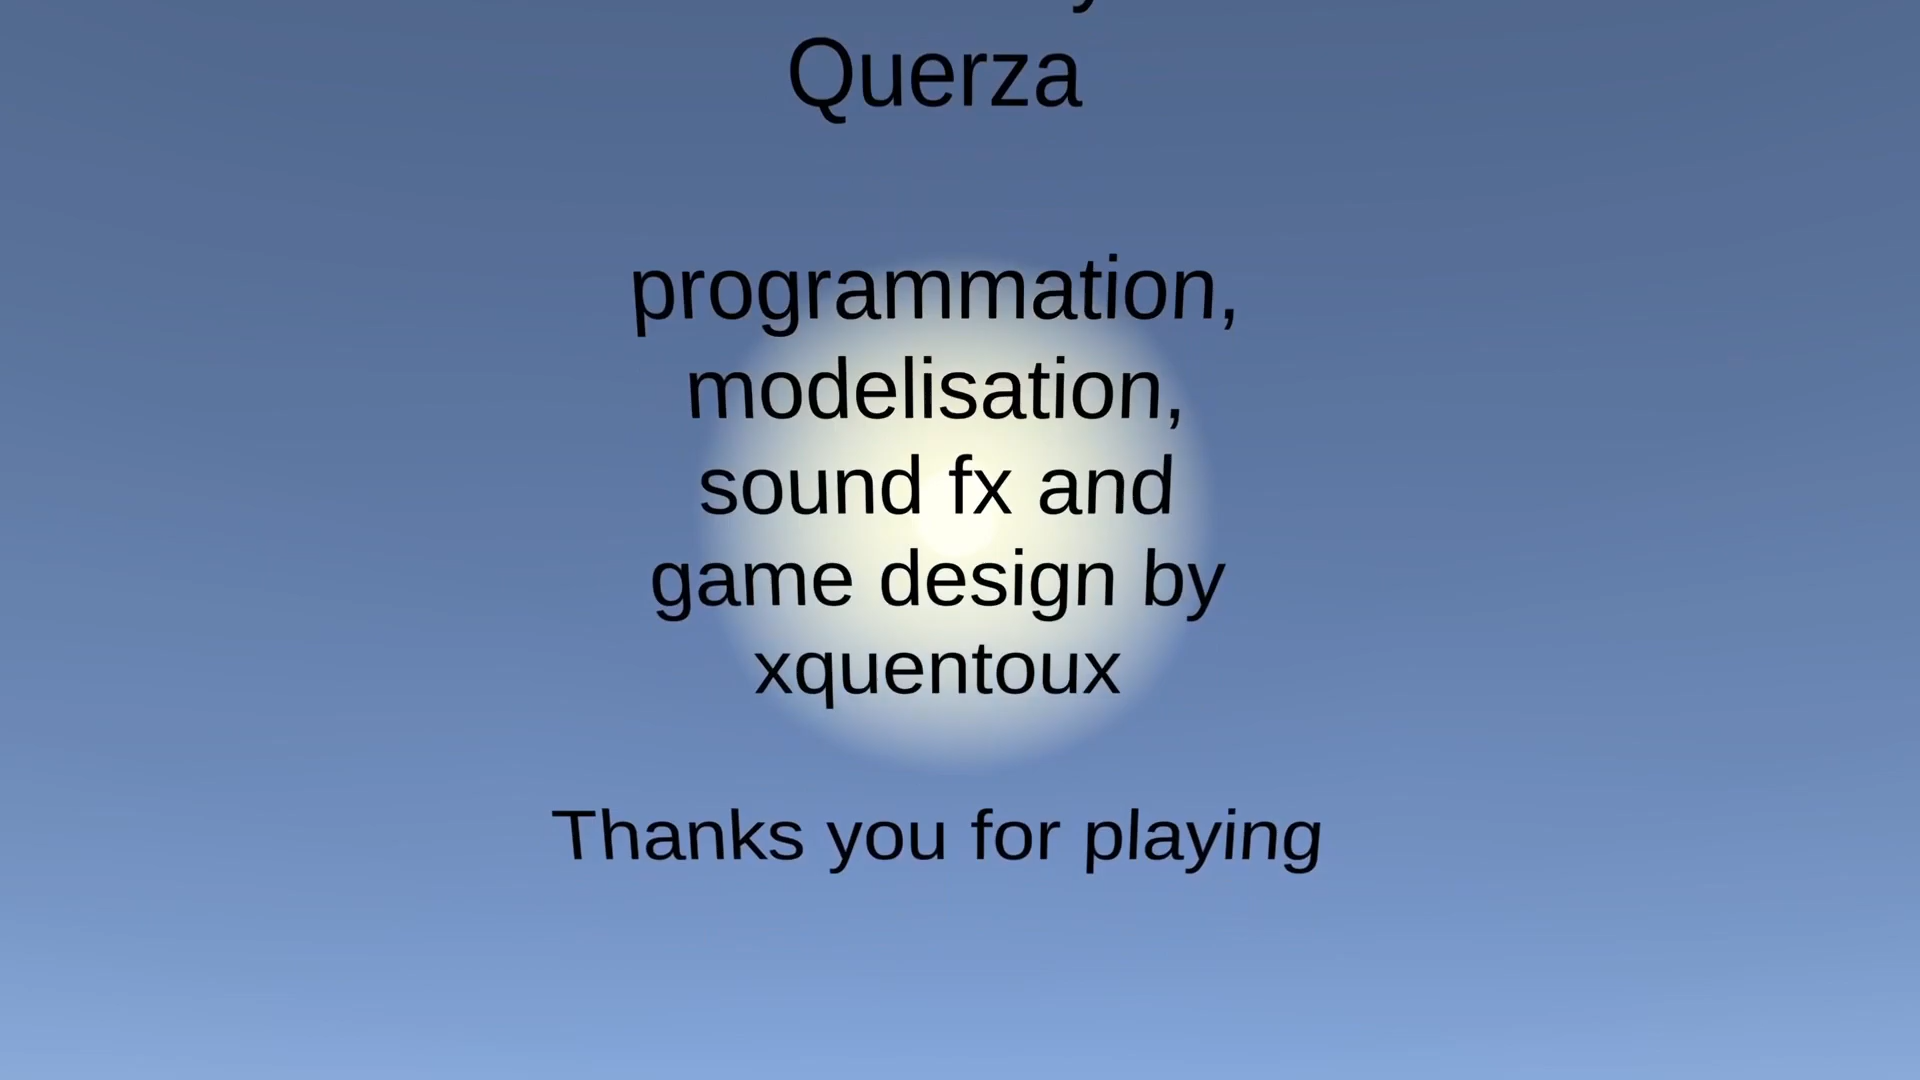 Querza
programmation,
modelisation,
sound fx and
game design by
xquentoux
Thanks you for playing